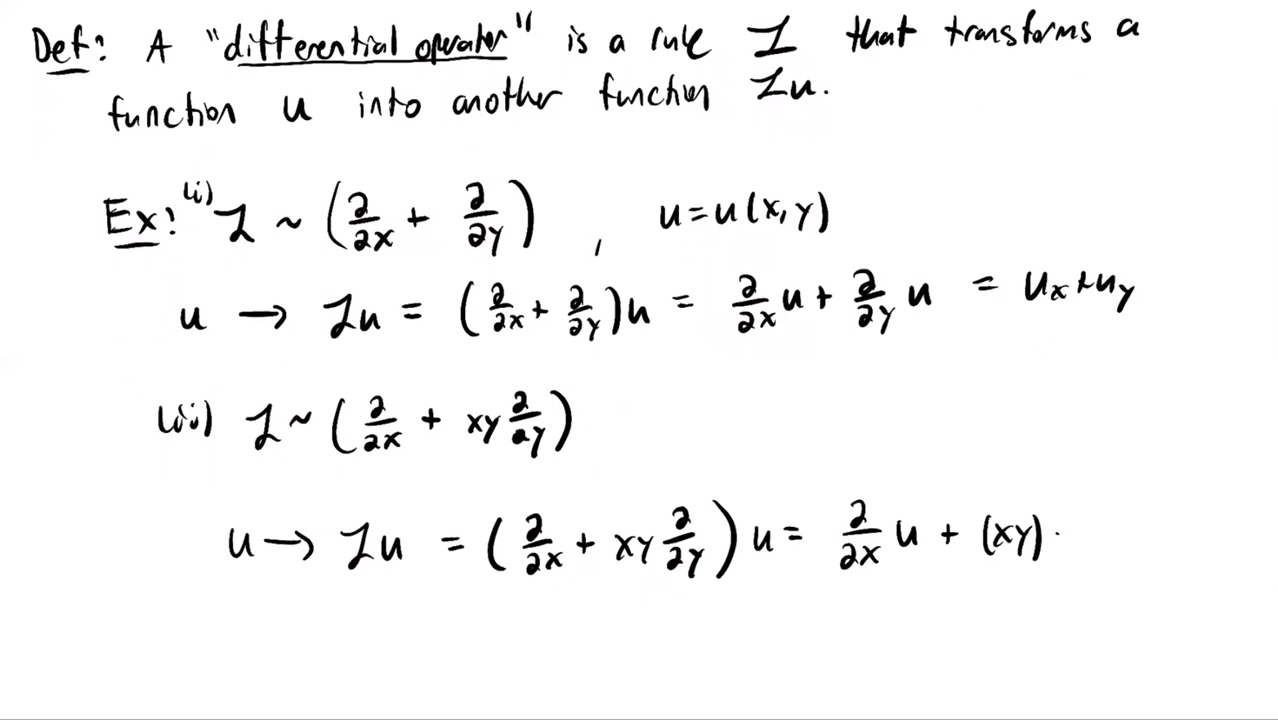 Def: A "differential operator" is a rule ℒ that transforms a
function u into another function ℒu.
Ex: (i) ℒ ~ (∂/∂x + ∂/∂y), u = u(x,y)
u → ℒu = (∂/∂x + ∂/∂y)u = ∂/∂x u + ∂/∂y u = uₓ + u_y
(ii) ℒ ~ (∂/∂x + xy ∂/∂y)
u → ℒu = (∂/∂x + xy ∂/∂y)u = ∂/∂x u + (xy) ·